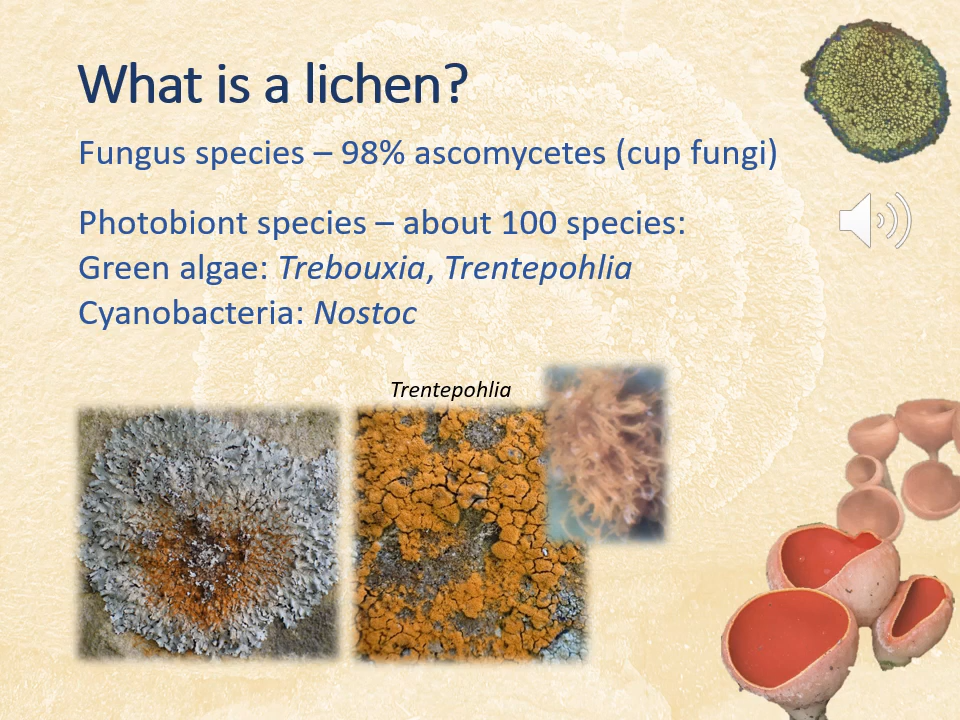 What is a lichen?
Fungus species – 98% ascomycetes (cup fungi)
Photobiont species – about 100 species:
Green algae: Trebouxia, Trentepohlia
Cyanobacteria: Nostoc
Trentepohlia